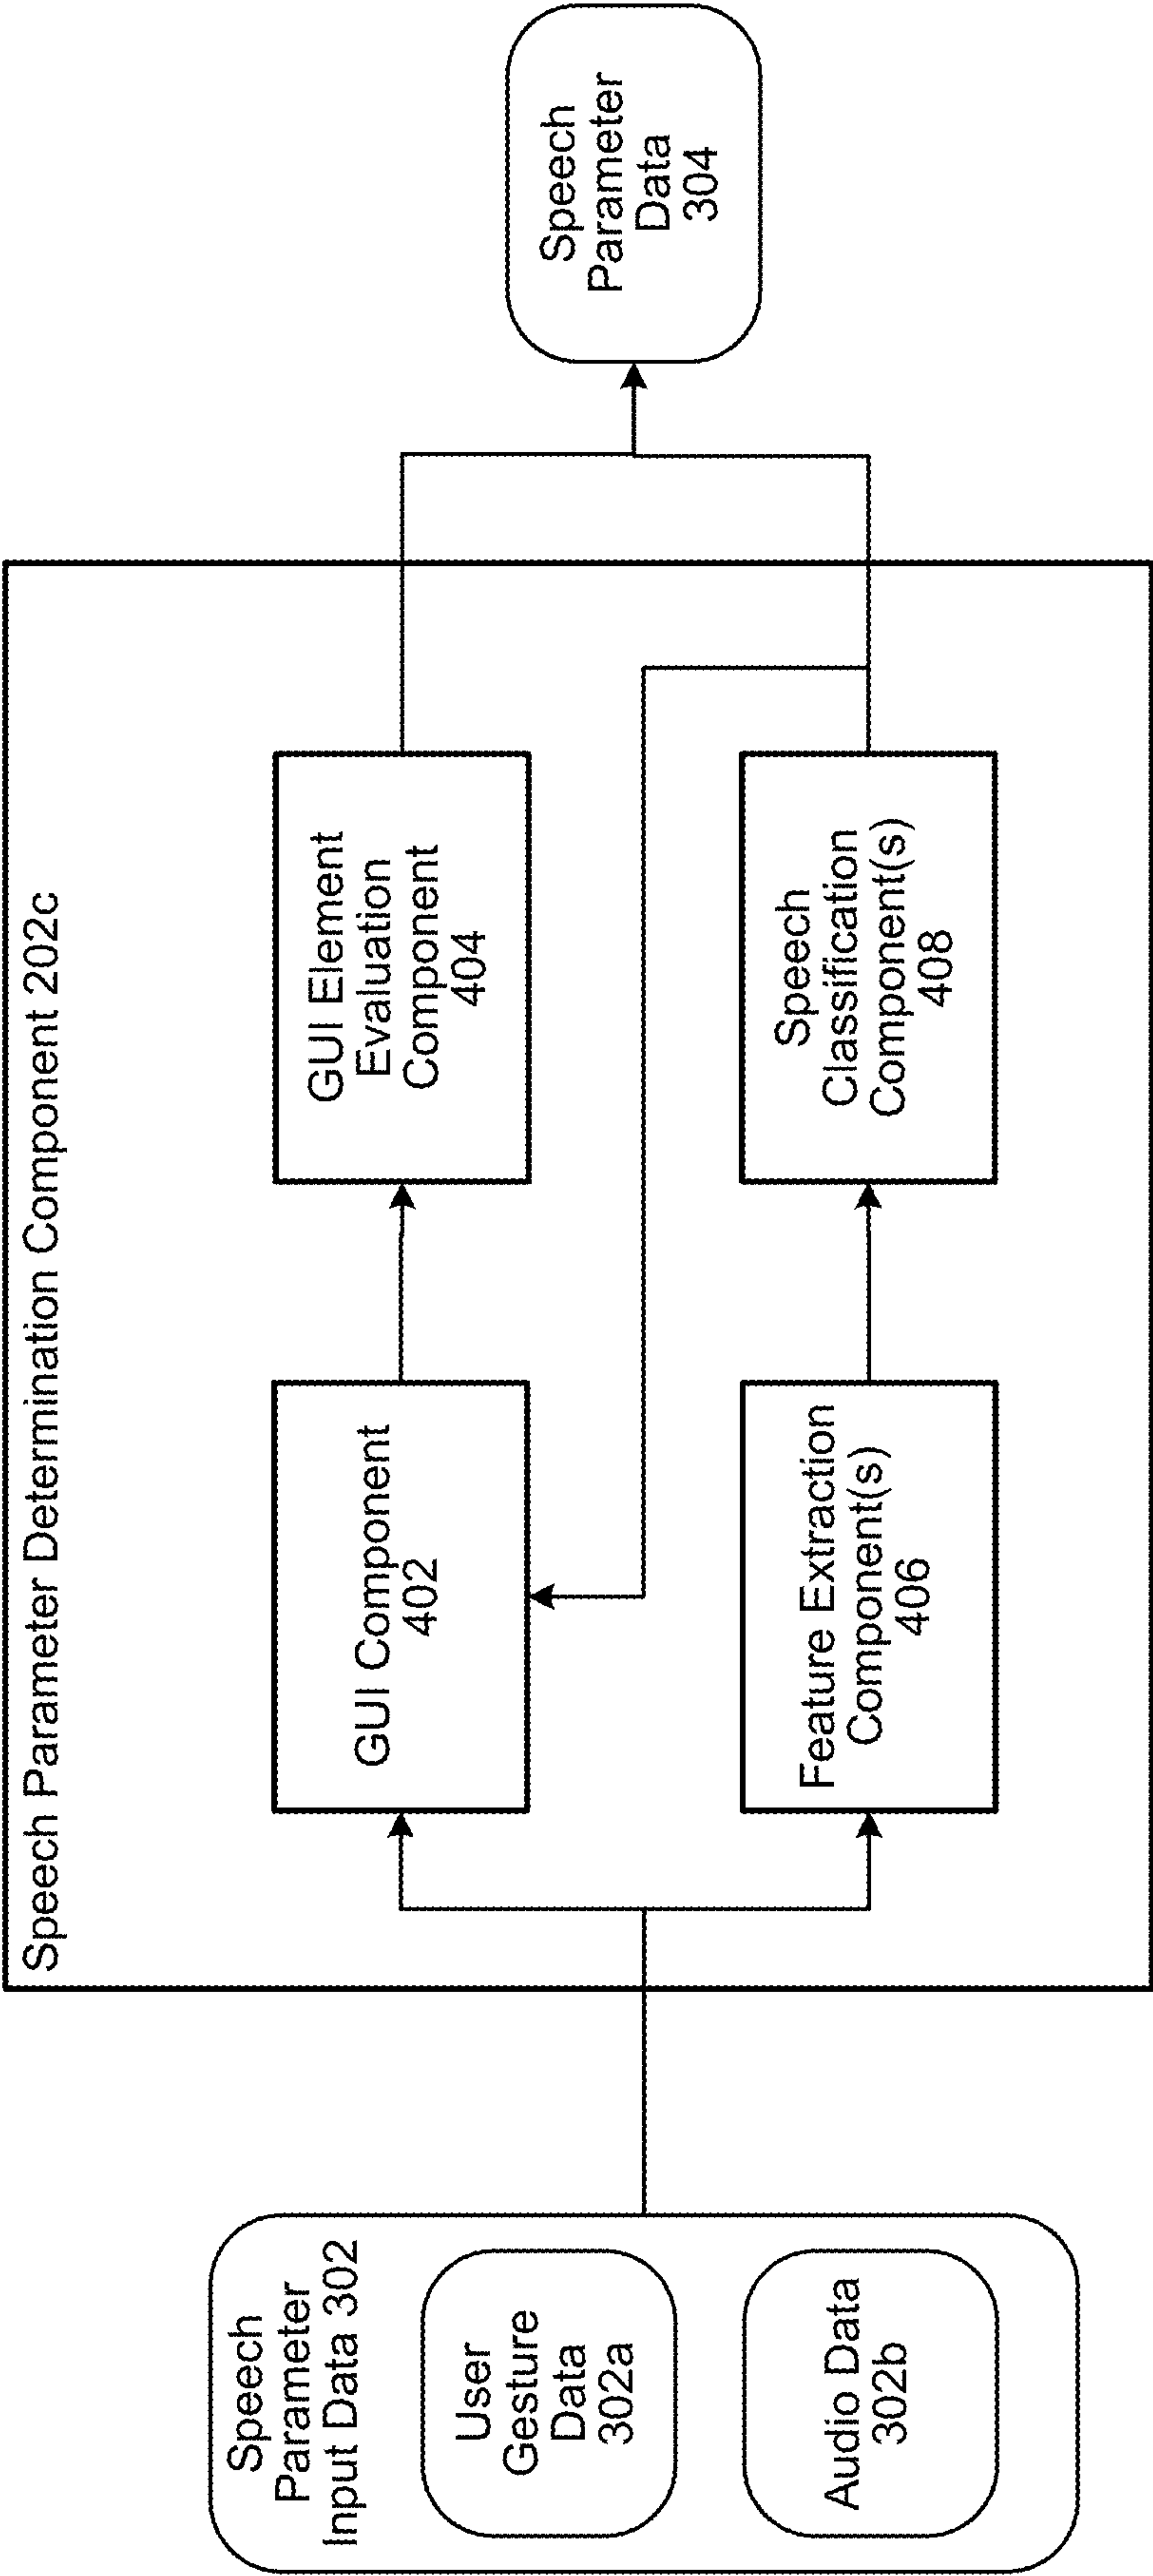 Speech
Parameter
Input Data 302
User
Gesture
Data
302a
Audio Data
302b
Speech Parameter Determination Component 202c
GUI Component
402
GUI Element
Evaluation
Component
404
Feature Extraction
Component(s)
406
Speech
Classification
Component(s)
408
Speech
Parameter
Data
304